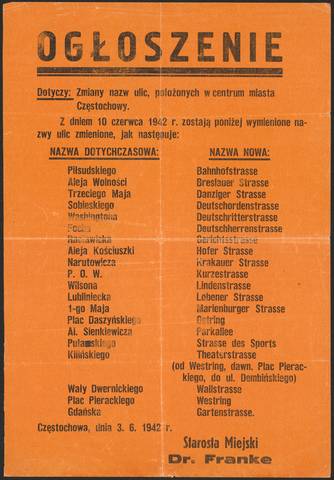 OGŁOSZENIE
Dotyczy: Zmiany nazw ulic, położonych w centrum miasta
Częstochowy.
Z dniem 10 czerwca 1942 r. zostają poniżej wymienione na-
zwy ulic zmienione, jak następuje:
NAZWA DOTYCHCZASOWA: NAZWA NOWA:
Piłsudskiego Bahnhofstrasse
Aleja Wolności Breslauer Strasse
Trzeciego Maja Danziger Strasse
Sobieskiego Deutschordenstrasse
Washingtona Deutschritterstrasse
Focha Deutschherrenstrasse
Racławicka Gerichtsstrasse
Aleja Kościuszki Hofer Strasse
Narutowicza Krakauer Strasse
P. O. W. Kurzestrasse
Wilsona Lindenstrasse
Lubliniecka Lobener Strasse
1-go Maja Marienburger Strasse
Plac Daszyńskiego Ostring
Al. Sienkiewicza Parkallee
Pułaskiego Strasse des Sports
Kilińskiego Theaterstrasse
(od Westring, dawn. Plac Pierac-
kiego, do ul. Dembińskiego)
Wały Dwernickiego Wallstrasse
Plac Pierackiego Westring
Gdańska Gartenstrasse.
Częstochowa, dnia 3. 6. 1942 r.
Starosta Miejski
Dr. Franke